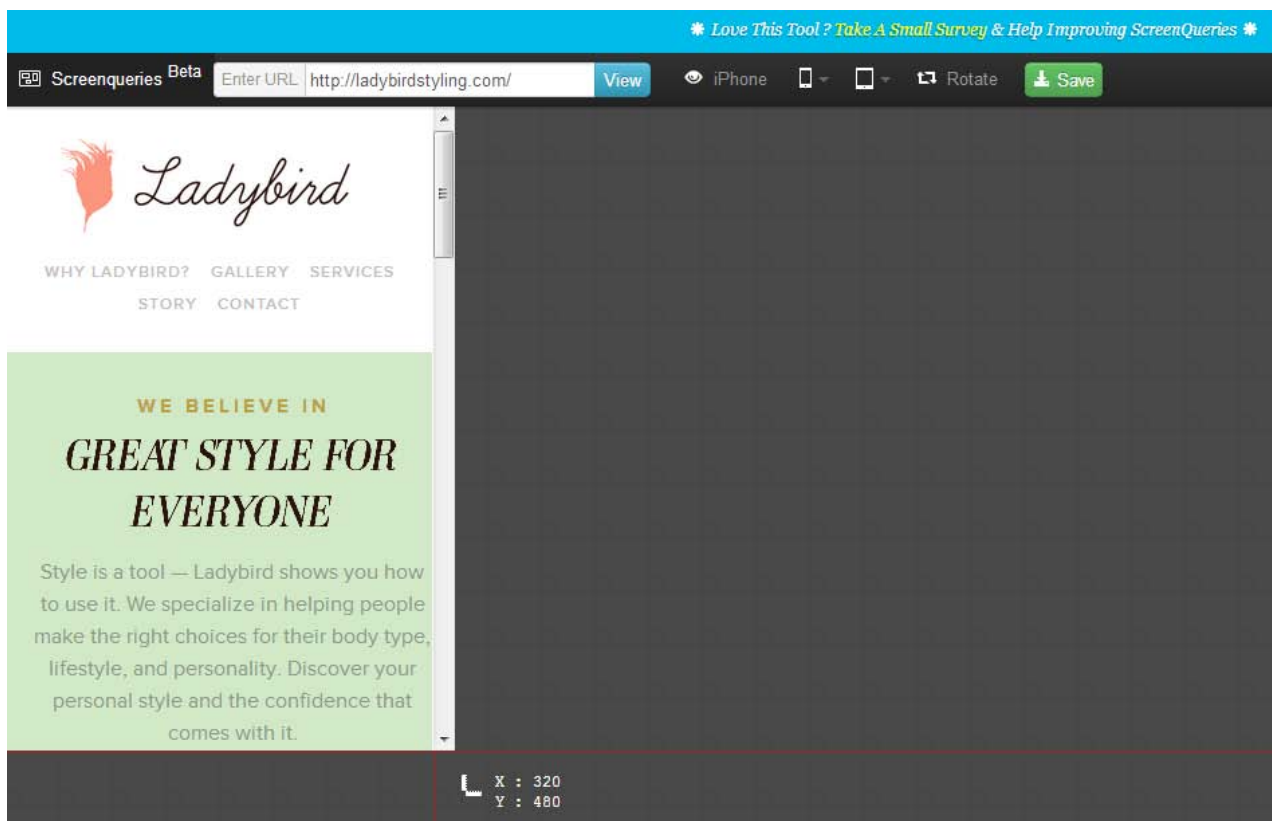 ✱ Love This Tool ? Take A Small Survey & Help Improving ScreenQueries ✱
Screenqueries Beta Enter URL http://ladybirdstyling.com/ View iPhone Rotate Save
Ladybird
WHY LADYBIRD? GALLERY SERVICES
STORY CONTACT
WE BELIEVE IN
GREAT STYLE FOR
EVERYONE
Style is a tool — Ladybird shows you how
to use it. We specialize in helping people
make the right choices for their body type,
lifestyle, and personality. Discover your
personal style and the confidence that
comes with it.
X : 320
Y : 480